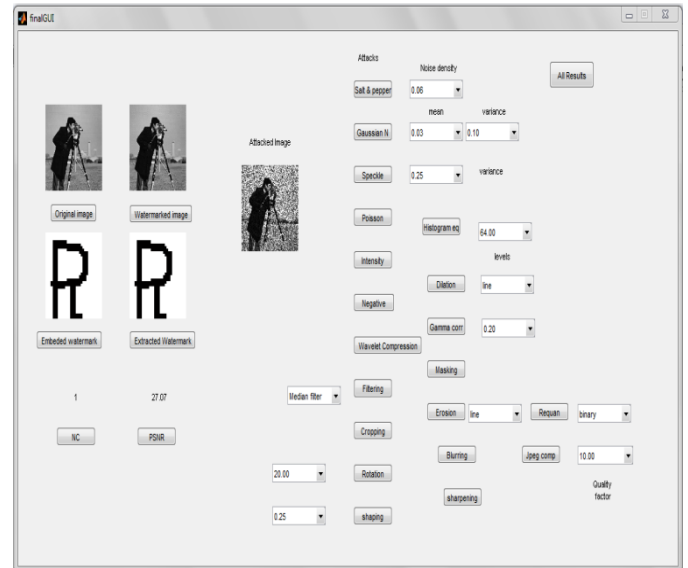 finalGUI
Attacks
Noise density
All Results
Salt & pepper 0.06
mean variance
Gaussian N 0.03 0.10
Attacked image
Speckle 0.25 variance
Original image Watermarked image
Poisson
Histogram eq 64.00
levels
Intensity
Dilation line
Negative
Gamma corr 0.20
Embeded watermark Extracted Watermark
Wavelet Compression
Masking
1 27.07
Median filter Filtering
Erosion line Requan binary
Cropping
NC PSNR
Blurring Jpeg comp 10.00
20.00 Rotation
Quality
factor
sharpening
0.25 shaping